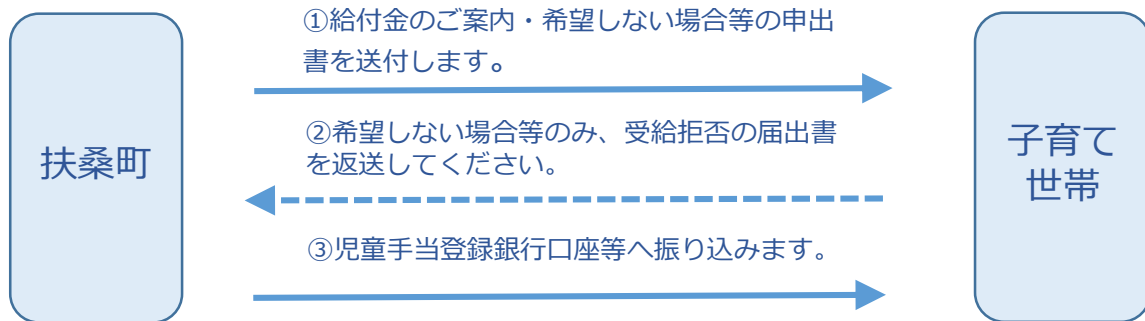 ①給付金のご案内・希望しない場合等の申出
書を送付します。
②希望しない場合等のみ、受給拒否の届出書
を返送してください。
扶桑町
子育て
世帯
③児童手当登録銀行口座等へ振り込みます。